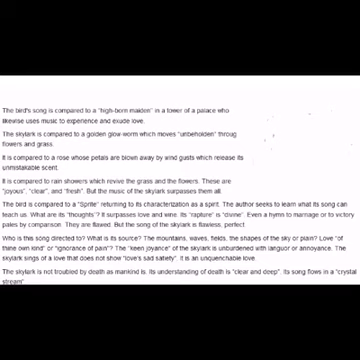 The bird's song is compared to a "high-born maiden" in a tower of a palace who
likewise uses music to experience and exude love.
The skylark is compared to a golden glow-worm which moves "unbeholden" throug
flowers and grass.
It is compared to a rose whose petals are blown away by wind gusts which release its
unmistakable scent.
It is compared to rain showers which revive the grass and the flowers. These are
"joyous", "clear", and "fresh". But the music of the skylark surpasses them all.
The bird is compared to a "Sprite" returning to its characterization as a spirit. The author seeks to learn what its song can
teach us. What are its 'thoughts'? It surpasses love and wine. Its "rapture" is "divine". Even a hymn to marriage or to victory
pales by comparison. They are flawed. But the song of the skylark is flawless, perfect.
Who is this song directed to? What is its source? The mountains, waves, fields, the shapes of the sky or plain? Love "of
thine own kind" or "ignorance of pain"? The "keen joyance" of the skylark is unburdened with languor or annoyance. The
skylark sings of a love that does not show "love's sad satiety". It is an unquenchable love.
The skylark is not troubled by death as mankind is. Its understanding of death is "clear and deep". Its song flows in a "crystal
stream"